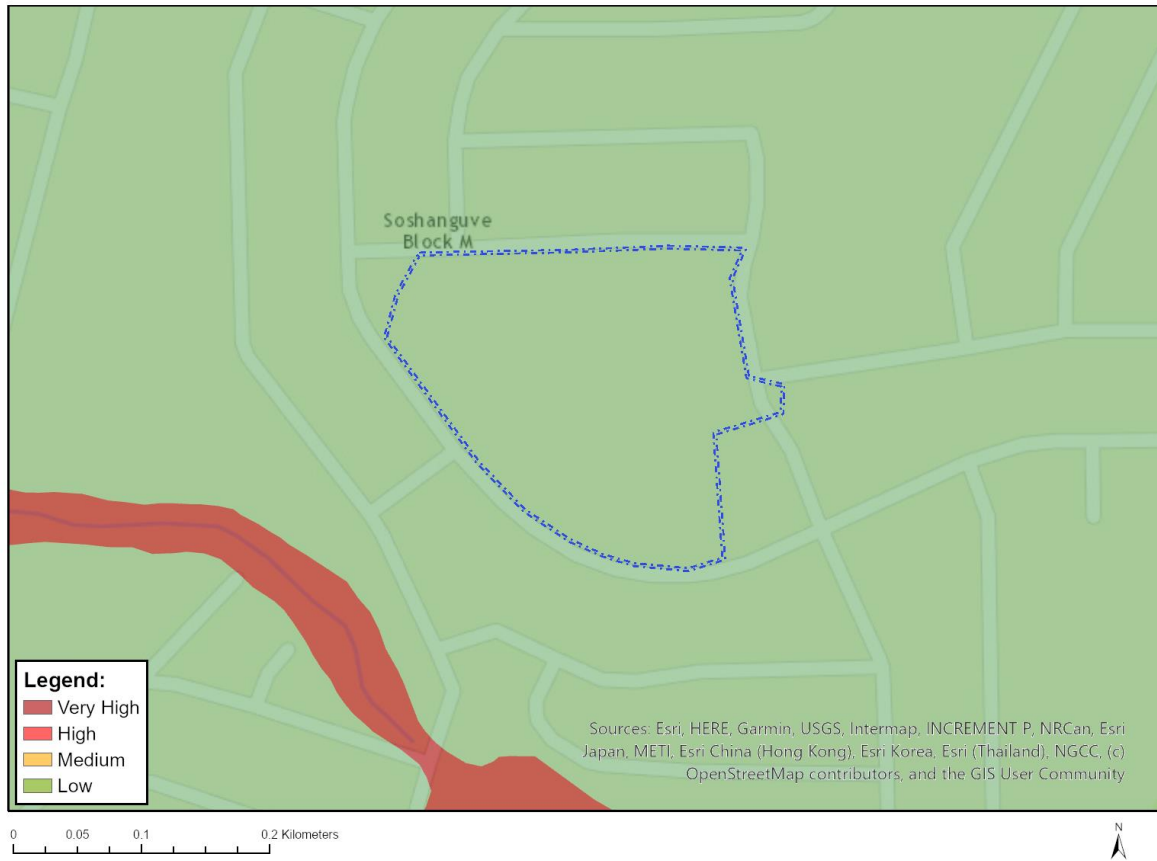 Soshanguve
Block M
Legend:
Very High
High
Medium
Low
Sources: Esri, HERE, Garmin, USGS, Intermap, INCREMENT P, NRCan, Esri
Japan, METI, Esri China (Hong Kong), Esri Korea, Esri (Thailand), NGCC, (c)
OpenStreetMap contributors, and the GIS User Community
0 0.05 0.1 0.2 Kilometers
N